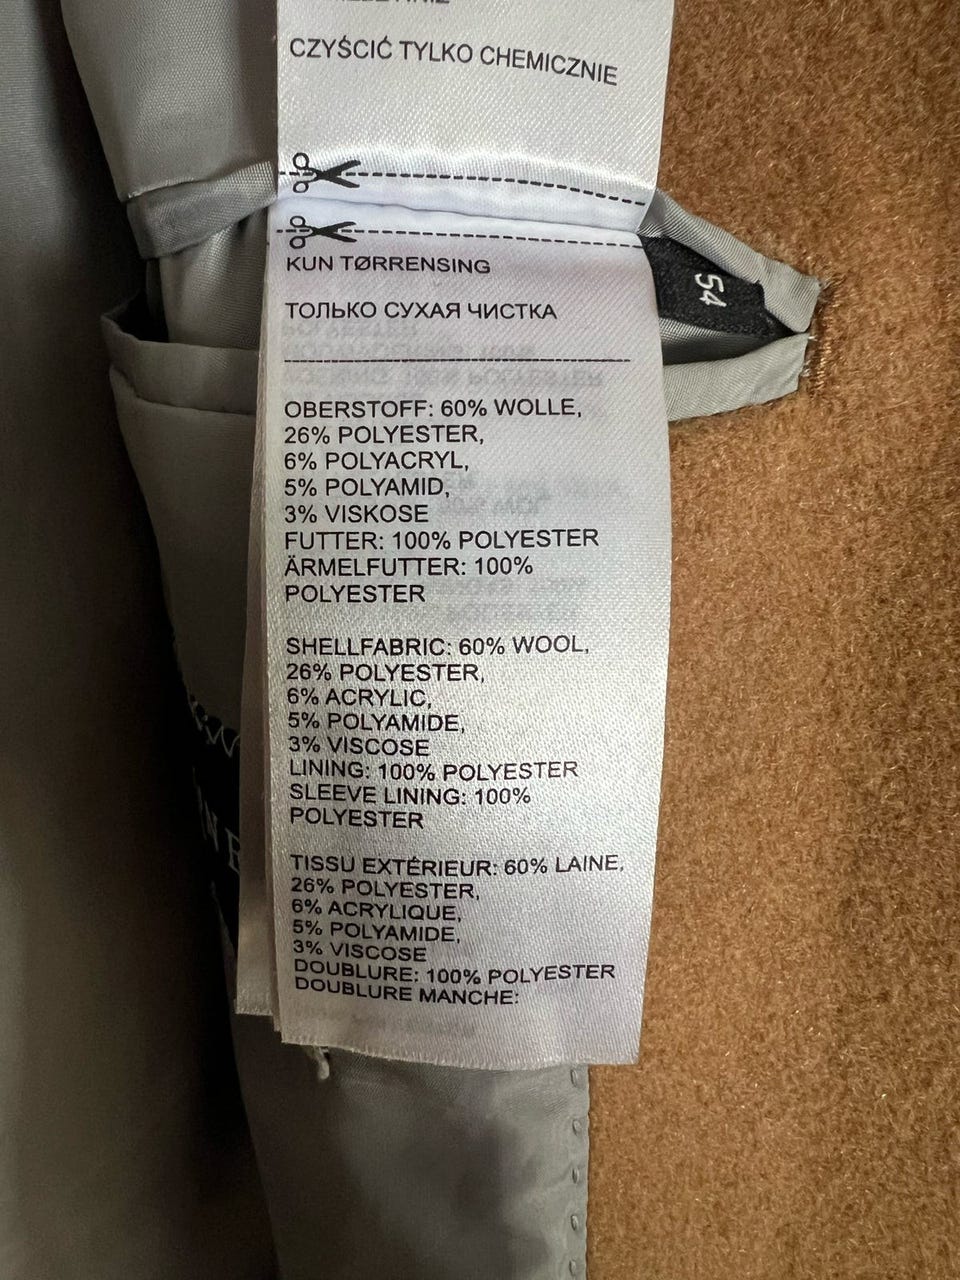 CZYŚCIĆ TYLKO CHEMICZNIE
KUN TØRRENSING
ТОЛЬКО СУХАЯ ЧИСТКА
54
OBERSTOFF: 60% WOLLE,
26% POLYESTER,
6% POLYACRYL,
5% POLYAMID,
3% VISKOSE
FUTTER: 100% POLYESTER
ÄRMELFUTTER: 100%
POLYESTER
SHELLFABRIC: 60% WOOL,
26% POLYESTER,
6% ACRYLIC,
5% POLYAMIDE,
3% VISCOSE
LINING: 100% POLYESTER
SLEEVE LINING: 100%
POLYESTER
TISSU EXTÉRIEUR: 60% LAINE,
26% POLYESTER,
6% ACRYLIQUE,
5% POLYAMIDE,
3% VISCOSE
DOUBLURE: 100% POLYESTER
DOUBLURE MANCHE: